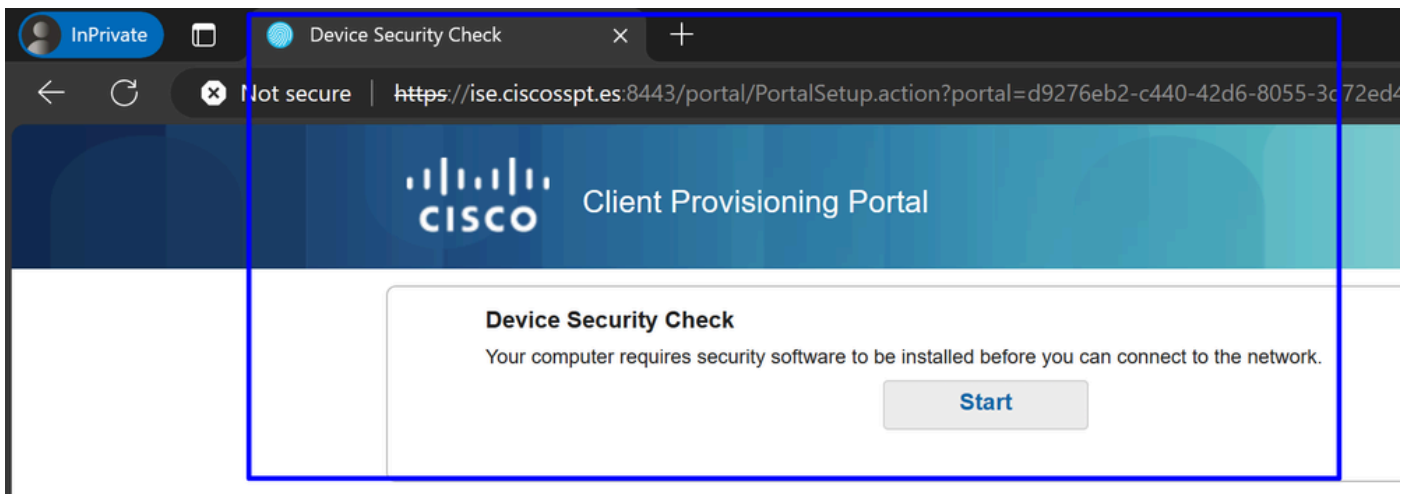 InPrivate
Device Security Check
Not secure
https://ise.ciscosspt.es:8443/portal/PortalSetup.action?portal=d9276eb2-c440-42d6-8055-3d72ed4
CISCO
Client Provisioning Portal
Device Security Check
Your computer requires security software to be installed before you can connect to the network.
Start